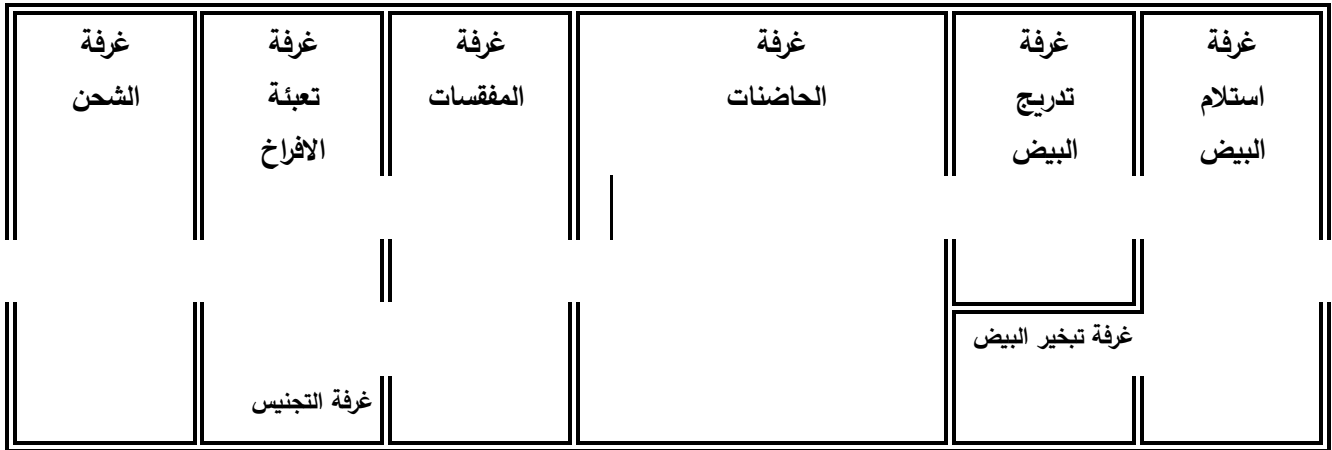 غرفة
استلام
البيض
غرفة
تدريج
البيض
غرفة تبخير البيض
غرفة
الحاضنات
غرفة
المفقسات
غرفة
تعبئة
الافراخ
غرفة التجنيس
غرفة
الشحن